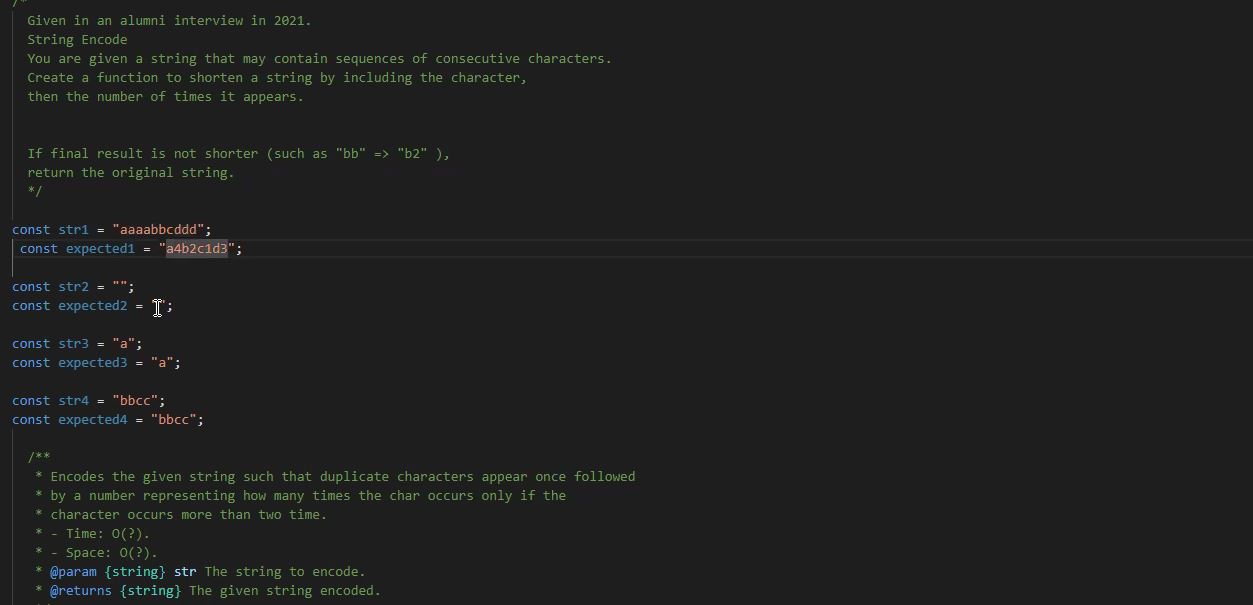 /*
Given in an alumni interview in 2021.
String Encode
You are given a string that may contain sequences of consecutive characters.
Create a function to shorten a string by including the character,
then the number of times it appears.
If final result is not shorter (such as "bb" => "b2" ),
return the original string.
*/
const str1 = "aaaabbcddd";
const expected1 = "a4b2c1d3";
const str2 = "";
const expected2 = "";
const str3 = "a";
const expected3 = "a";
const str4 = "bbcc";
const expected4 = "bbcc";
/**
* Encodes the given string such that duplicate characters appear once followed
* by a number representing how many times the char occurs only if the
* character occurs more than two time.
* - Time: O(?).
* - Space: O(?).
* @param {string} str The string to encode.
* @returns {string} The given string encoded.